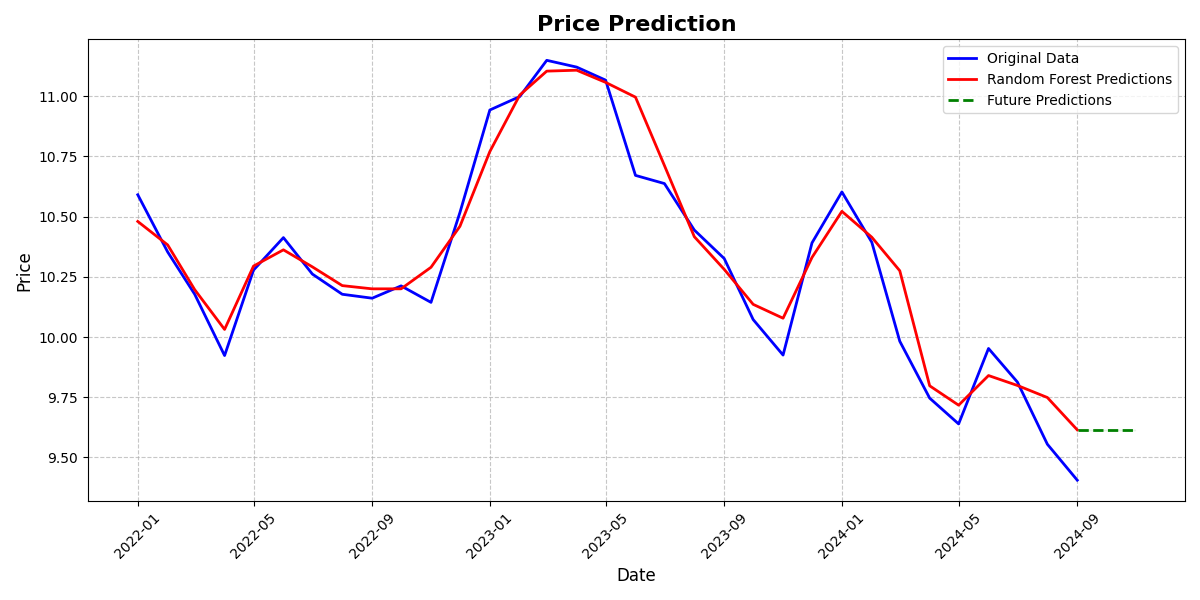 Price Prediction
Original Data
Random Forest Predictions
Future Predictions
Price
11.00
10.75
10.50
10.25
10.00
9.75
9.50
2022-01
2022-05
2022-09
2023-01
2023-05
2023-09
2024-01
2024-05
2024-09
Date